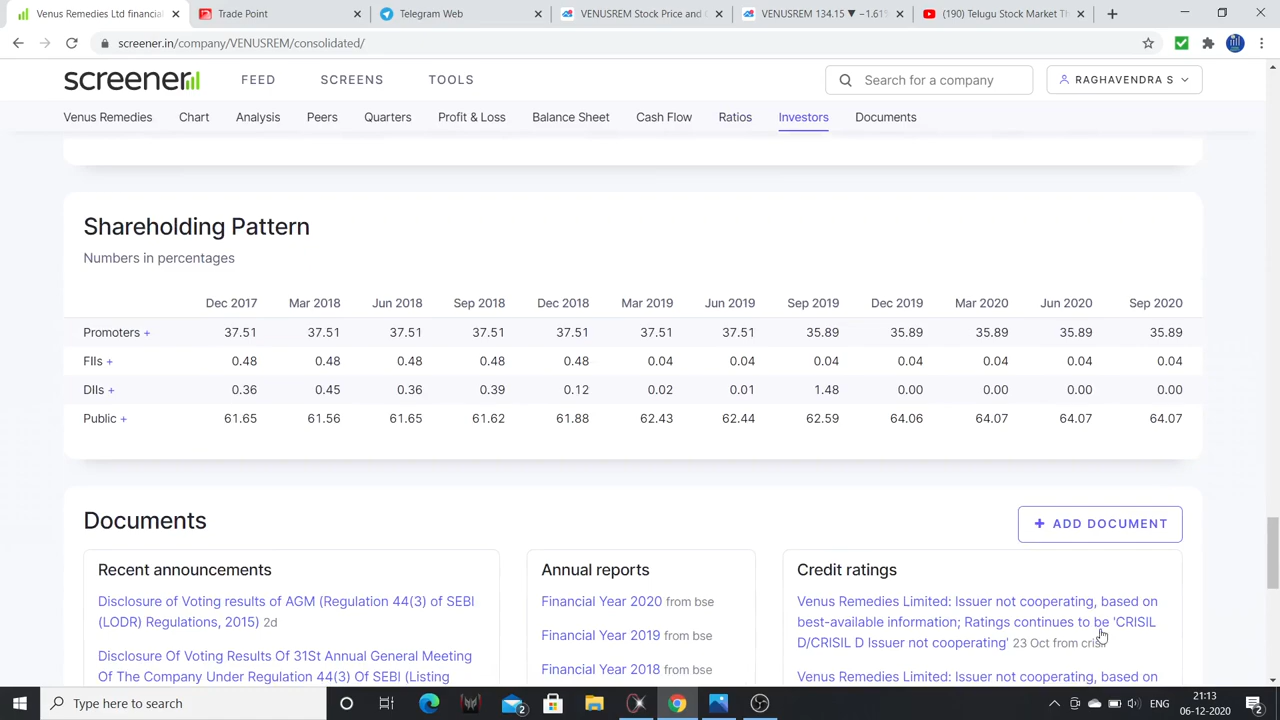 Venus Remedies Ltd financial
Trade Point
Telegram Web
VENUSREM Stock Price and C
VENUSREM 134.15 ▼ −1.61%
(190) Telugu Stock Market Th
screener.in/company/VENUSREM/consolidated/
screener
FEED
SCREENS
TOOLS
Search for a company
RAGHAVENDRA S
Venus Remedies
Chart
Analysis
Peers
Quarters
Profit & Loss
Balance Sheet
Cash Flow
Ratios
Investors
Documents
Shareholding Pattern
Numbers in percentages
Dec 2017 Mar 2018 Jun 2018 Sep 2018 Dec 2018 Mar 2019 Jun 2019 Sep 2019 Dec 2019 Mar 2020 Jun 2020 Sep 2020
Promoters + 37.51 37.51 37.51 37.51 37.51 37.51 37.51 35.89 35.89 35.89 35.89 35.89
FIIs + 0.48 0.48 0.48 0.48 0.48 0.04 0.04 0.04 0.04 0.04 0.04 0.04
DIIs + 0.36 0.45 0.36 0.39 0.12 0.02 0.01 1.48 0.00 0.00 0.00 0.00
Public + 61.65 61.56 61.65 61.62 61.88 62.43 62.44 62.59 64.06 64.07 64.07 64.07
Documents
+ ADD DOCUMENT
Recent announcements
Disclosure of Voting results of AGM (Regulation 44(3) of SEBI
(LODR) Regulations, 2015) 2d
Disclosure Of Voting Results Of 31St Annual General Meeting
Of The Company Under Regulation 44(3) Of SEBI (Listing
Annual reports
Financial Year 2020 from bse
Financial Year 2019 from bse
Financial Year 2018 from bse
Credit ratings
Venus Remedies Limited: Issuer not cooperating, based on
best-available information; Ratings continues to be 'CRISIL
D/CRISIL D Issuer not cooperating' 23 Oct from crisil
Venus Remedies Limited: Issuer not cooperating, based on
Type here to search
2
ENG
21:13
06-12-2020
2